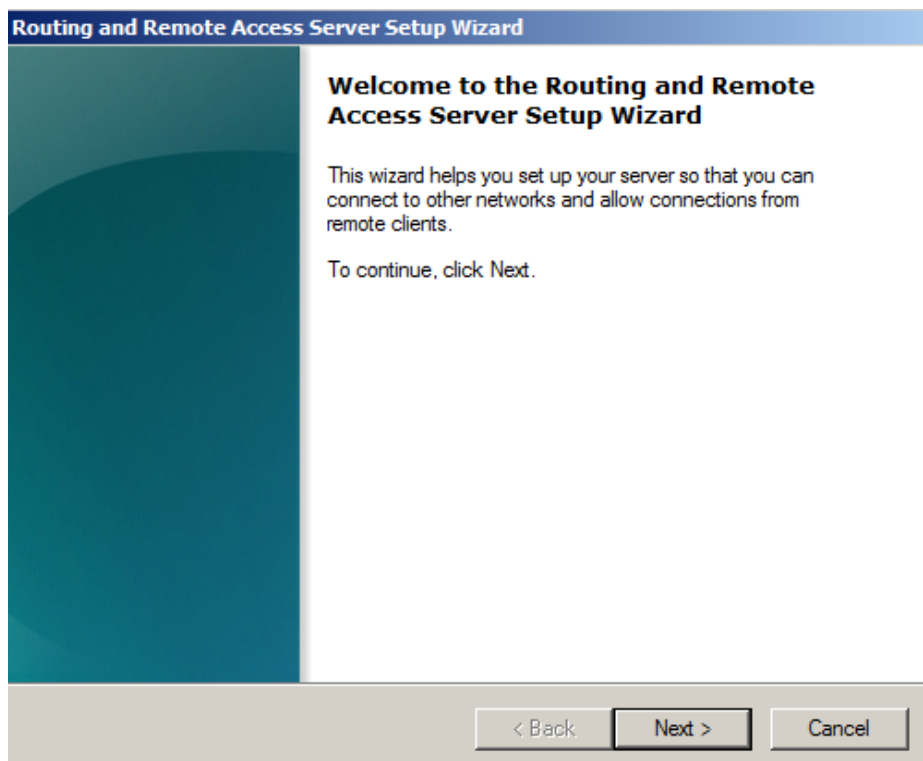 Routing and Remote Access Server Setup Wizard
Welcome to the Routing and Remote
Access Server Setup Wizard
This wizard helps you set up your server so that you can
connect to other networks and allow connections from
remote clients.
To continue, click Next.
< Back
Next >
Cancel